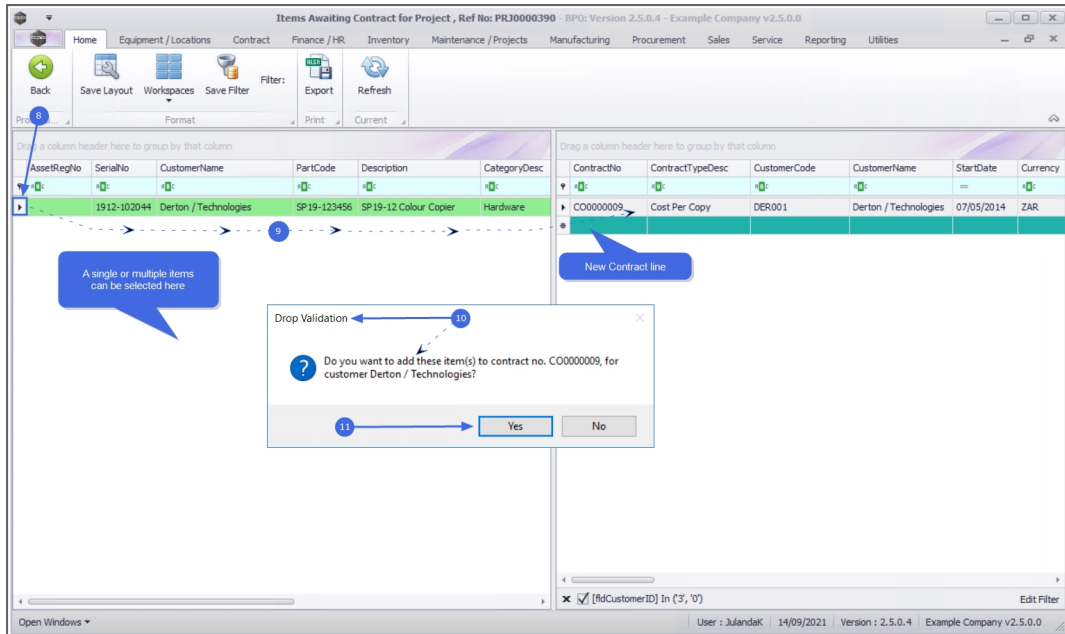 Items Awaiting Contract for Project , Ref No: PRJ0000390 - BPO: Version 2.5.0.4 - Example Company v2.5.0.0
Home Equipment / Locations Contract Finance / HR Inventory Maintenance / Projects Manufacturing Procurement Sales Service Reporting Utilities
Back Save Layout Workspaces Save Filter Filter: Export Refresh
8
Format Print Current
Drag a column header here to group by that column
Drag a column header here to group by that column
AssetRegNo SerialNo CustomerName PartCode Description CategoryDesc
ContractNo ContractTypeDesc CustomerCode CustomerName StartDate Currency
1912-102044 Derton / Technologies SP19-123456 SP19-12 Colour Copier Hardware
CO0000009 Cost Per Copy DER001 Derton / Technologies 07/05/2014 ZAR
9
A single or multiple items
can be selected here
New Contract line
Drop Validation
10
Do you want to add these item(s) to contract no. CO0000009, for
customer Derton / Technologies?
11
Yes No
[fldCustomerID] In ('3', '0') Edit Filter
Open Windows User : JulandaK 14/09/2021 Version : 2.5.0.4 Example Company v2.5.0.0